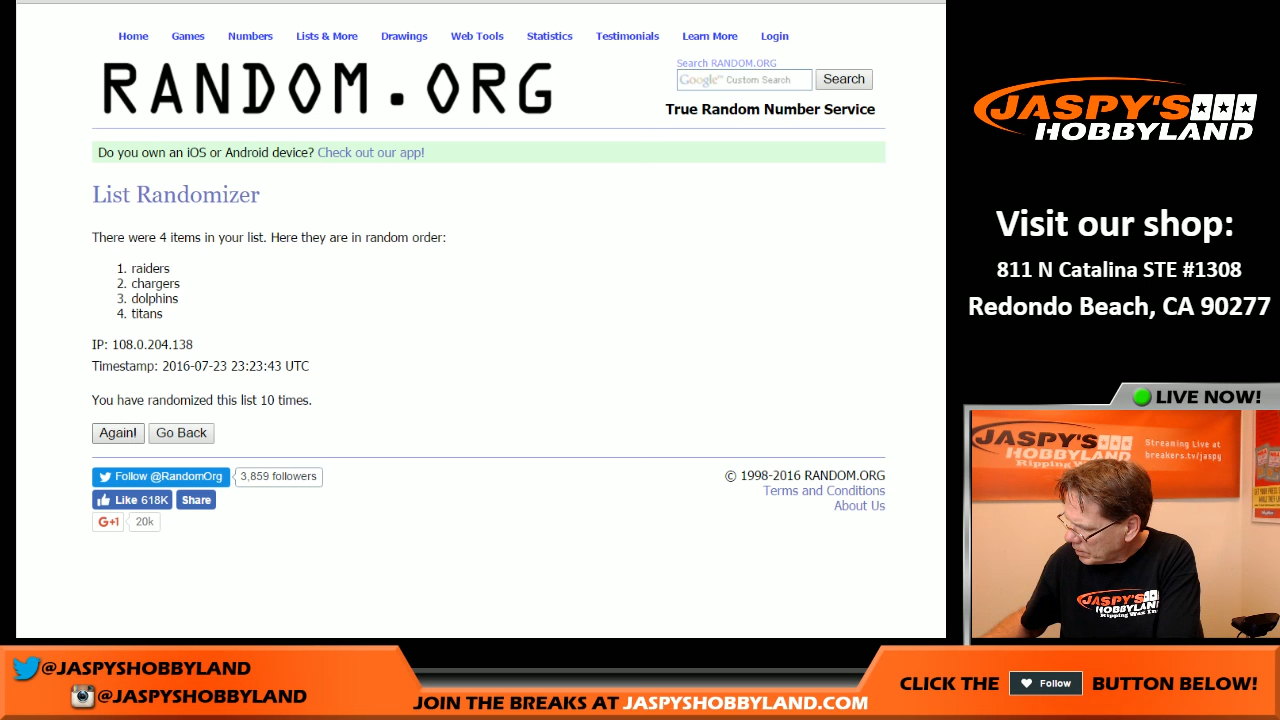 Home Games Numbers Lists & More Drawings Web Tools Statistics Testimonials Learn More Login
RANDOM.ORG
Search RANDOM.ORG
Google™ Custom Search
Search
True Random Number Service
Do you own an iOS or Android device? Check out our app!
List Randomizer
There were 4 items in your list. Here they are in random order:
1. raiders
2. chargers
3. dolphins
4. titans
IP: 108.0.204.138
Timestamp: 2016-07-23 23:23:43 UTC
You have randomized this list 10 times.
Again! Go Back
Follow @RandomOrg 3,859 followers
Like 618K Share
G+1 20k
© 1998-2016 RANDOM.ORG
Terms and Conditions
About Us
JASPY'S
HOBBYLAND
Visit our shop:
811 N Catalina STE #1308
Redondo Beach, CA 90277
LIVE NOW!
JASPY'S
HOBBYLAND
Ripping Wax
Streaming Live at
breakers.tv/jaspy
JASPY'S
HOBBYLAND
Ripping Wax Inc
@JASPYSHOBBYLAND
@JASPYSHOBBYLAND
JOIN THE BREAKS AT JASPYSHOBBYLAND.COM
CLICK THE Follow BUTTON BELOW!